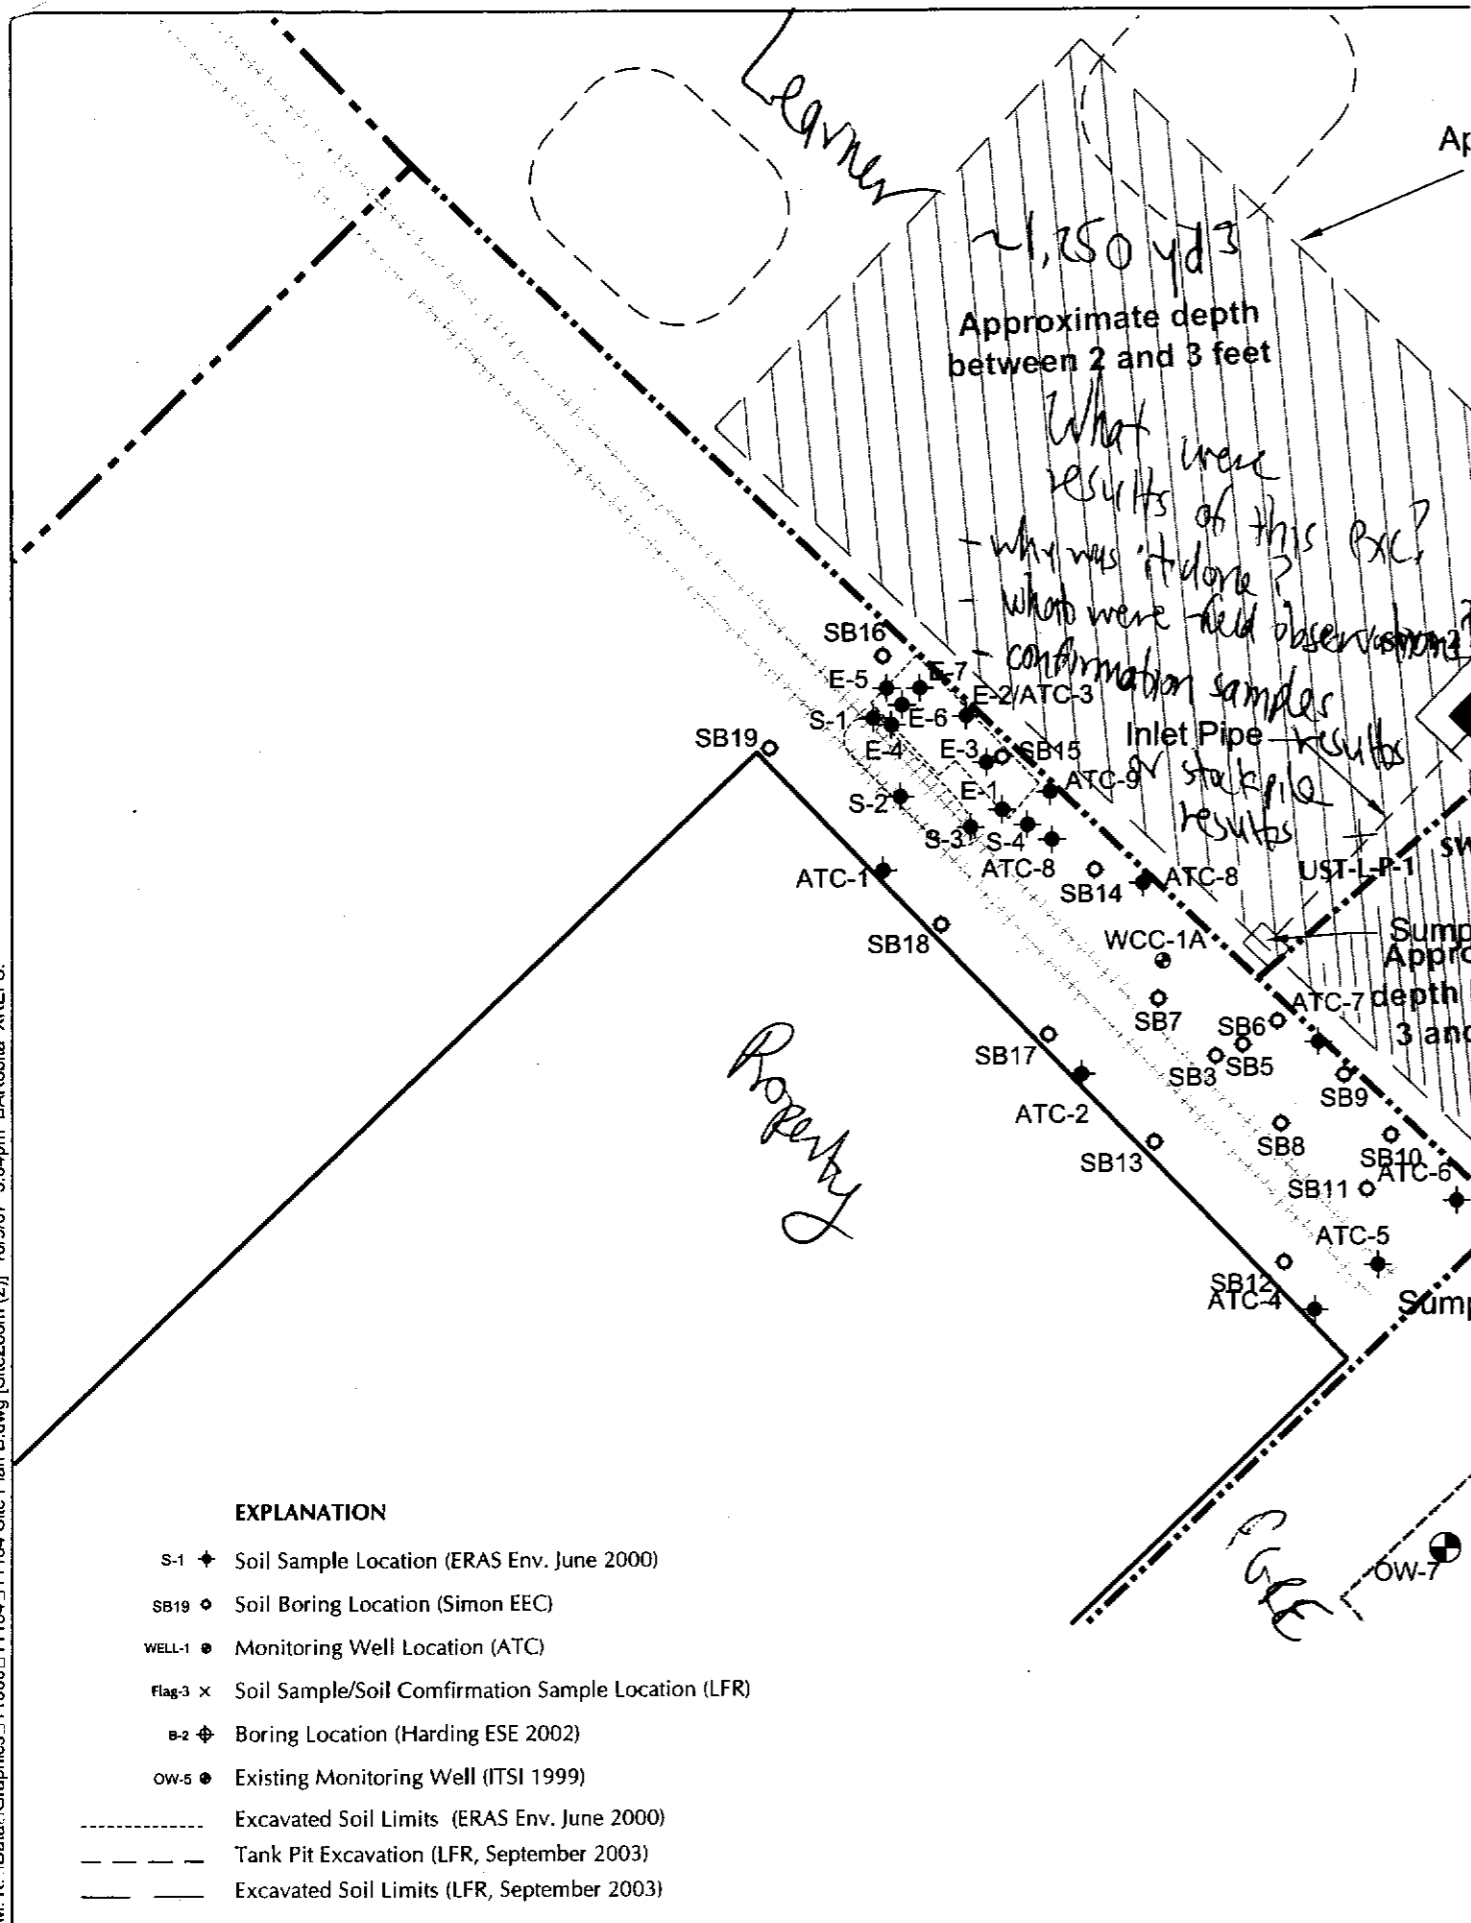 Learner
Ap
~1,250 yd3
Approximate depth
between 2 and 3 feet
What were
results of this exc?
- why was it done?
- what were field observations?
- confirmation samples
results
or stockpile
results
Inlet Pipe
SB16
E-5
E-7
E-2/ATC-3
S-1
E-6
SB19
E-4
E-3
SB15
ATC-9
S-2
E-1
S-3
S-4
ATC-1
ATC-8
SB14
ATC-8
UST-L-P-1
SW
SB18
WCC-1A
Sump
Appro
depth
3 and
ATC-7
SB7
SB6
SB17
SB3
SB5
SB9
ATC-2
SB8
SB13
SB10
ATC-6
SB11
ATC-5
SB12
ATC-4
Sump
Property
OW-7
EXPLANATION
S-1 Soil Sample Location (ERAS Env. June 2000)
SB19 Soil Boring Location (Simon EEC)
WELL-1 Monitoring Well Location (ATC)
Flag-3 Soil Sample/Soil Comfirmation Sample Location (LFR)
B-2 Boring Location (Harding ESE 2002)
OW-5 Existing Monitoring Well (ITSI 1999)
Excavated Soil Limits (ERAS Env. June 2000)
Tank Pit Excavation (LFR, September 2003)
Excavated Soil Limits (LFR, September 2003)